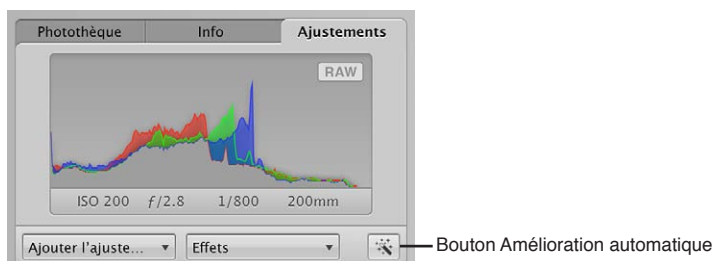 Photothèque Info Ajustements
RAW
ISO 200 ƒ/2.8 1/800 200mm
Ajouter l'ajuste... Effets
Bouton Amélioration automatique